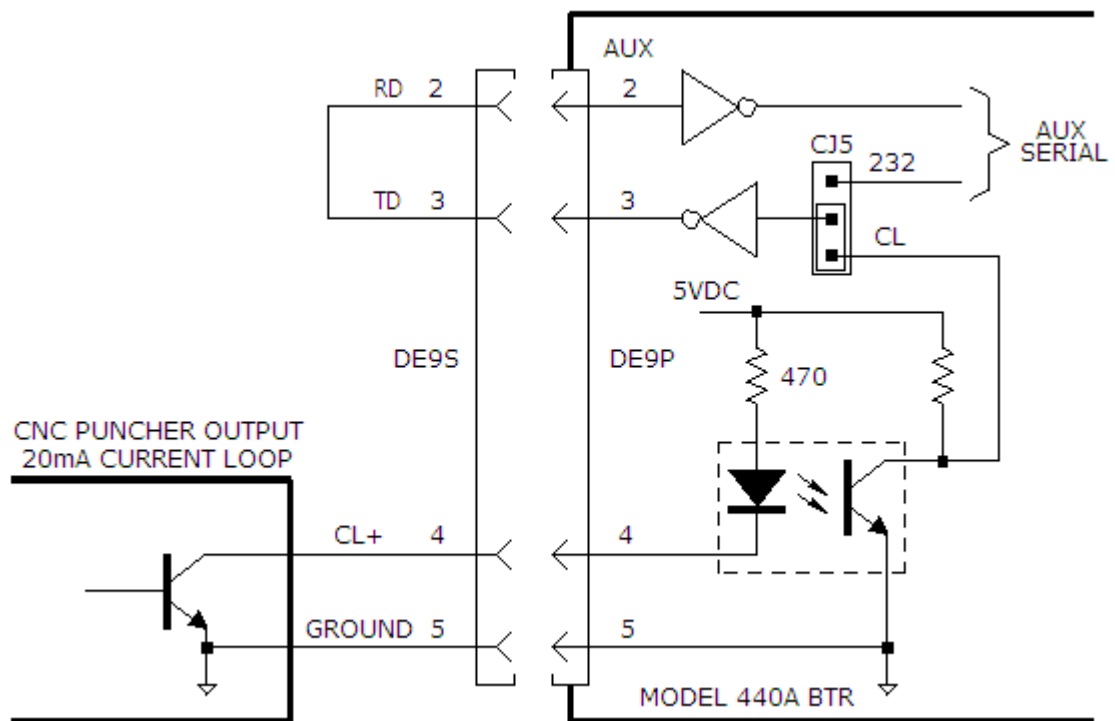 AUX
RD 2
2
CJ5
232
AUX
SERIAL
TD 3
3
CL
5VDC
DE9S
DE9P
470
CNC PUNCHER OUTPUT
20mA CURRENT LOOP
CL+ 4
4
GROUND 5
5
MODEL 440A BTR